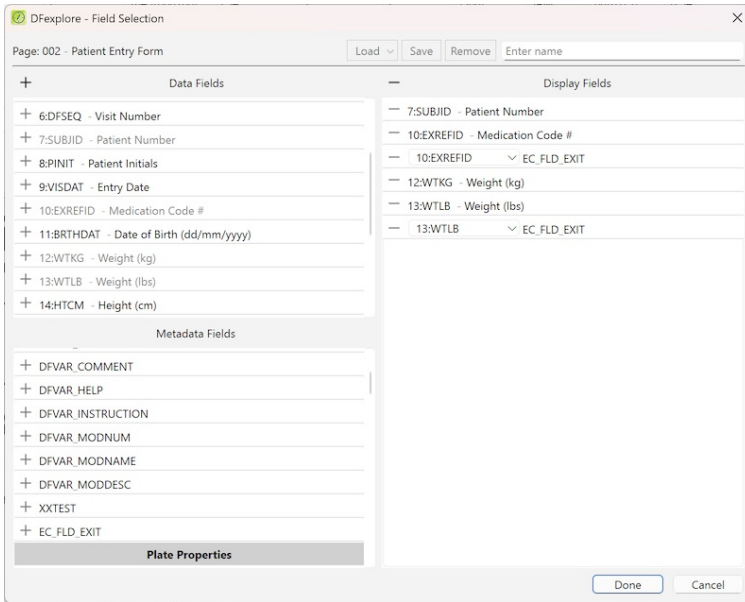 DFexplore - Field Selection
Page: 002 - Patient Entry Form
Load Save Remove Enter name
Data Fields
6:DFSEQ - Visit Number
7:SUBJID - Patient Number
8:PINIT - Patient Initials
9:VISDAT - Entry Date
10:EXREFID - Medication Code #
11:BRTHDAT - Date of Birth (dd/mm/yyyy)
12:WTKG - Weight (kg)
13:WTLB - Weight (lbs)
14:HTCM - Height (cm)
Metadata Fields
DFVAR_COMMENT
DFVAR_HELP
DFVAR_INSTRUCTION
DFVAR_MODNUM
DFVAR_MODNAME
DFVAR_MODDESC
XXTEST
EC_FLD_EXIT
Plate Properties
Display Fields
7:SUBJID - Patient Number
10:EXREFID - Medication Code #
10:EXREFID EC_FLD_EXIT
12:WTKG - Weight (kg)
13:WTLB - Weight (lbs)
13:WTLB EC_FLD_EXIT
Done Cancel